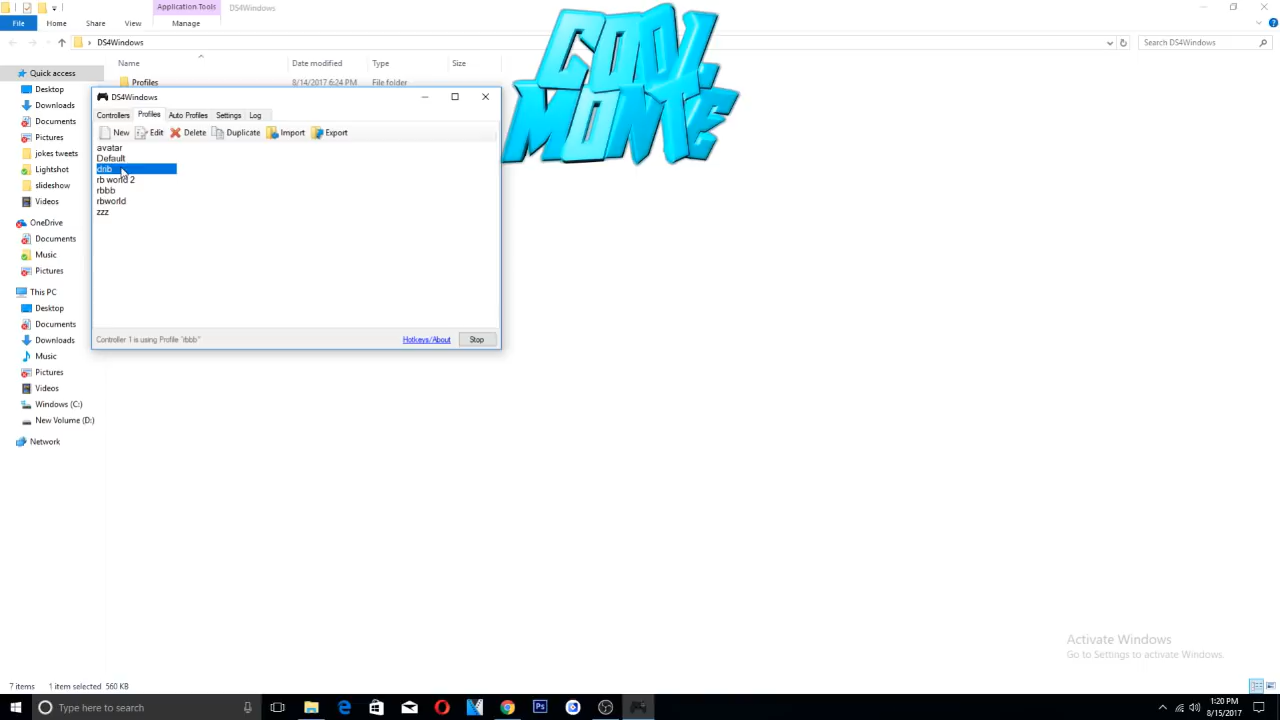 Application Tools
DS4Windows
File
Home
Share
View
Manage
DS4Windows
Search DS4Windows
Name
Date modified
Type
Size
Profiles
8/14/2017 6:24 PM
File folder
Quick access
Desktop
Downloads
Documents
Pictures
jokes tweets
Lightshot
slideshow
Videos
OneDrive
Documents
Music
Pictures
This PC
Desktop
Documents
Downloads
Music
Pictures
Videos
Windows (C:)
New Volume (D:)
Network
DS4Windows
Controllers
Profiles
Auto Profiles
Settings
Log
New
Edit
Delete
Duplicate
Import
Export
avatar
Default
dnb
rb world 2
rbbb
rbworld
zzz
Controller 1 is using Profile "rbbb"
Hotkeys/About
Stop
COOL
MONTE
Activate Windows
Go to Settings to activate Windows.
7 items
1 item selected 560 KB
Type here to search
1:20 PM
8/15/2017